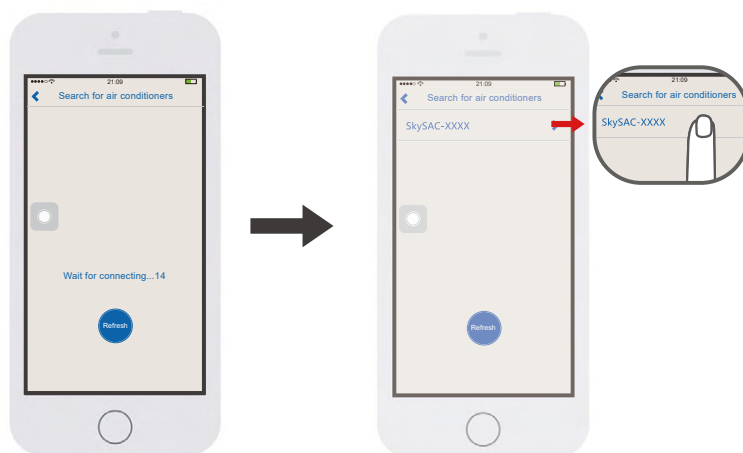 21:09
Search for air conditioners
Wait for connecting...14
Refresh
21:09
Search for air conditioners
SkySAC-XXXX
Refresh
21:09
Search for air conditioners
SkySAC-XXXX